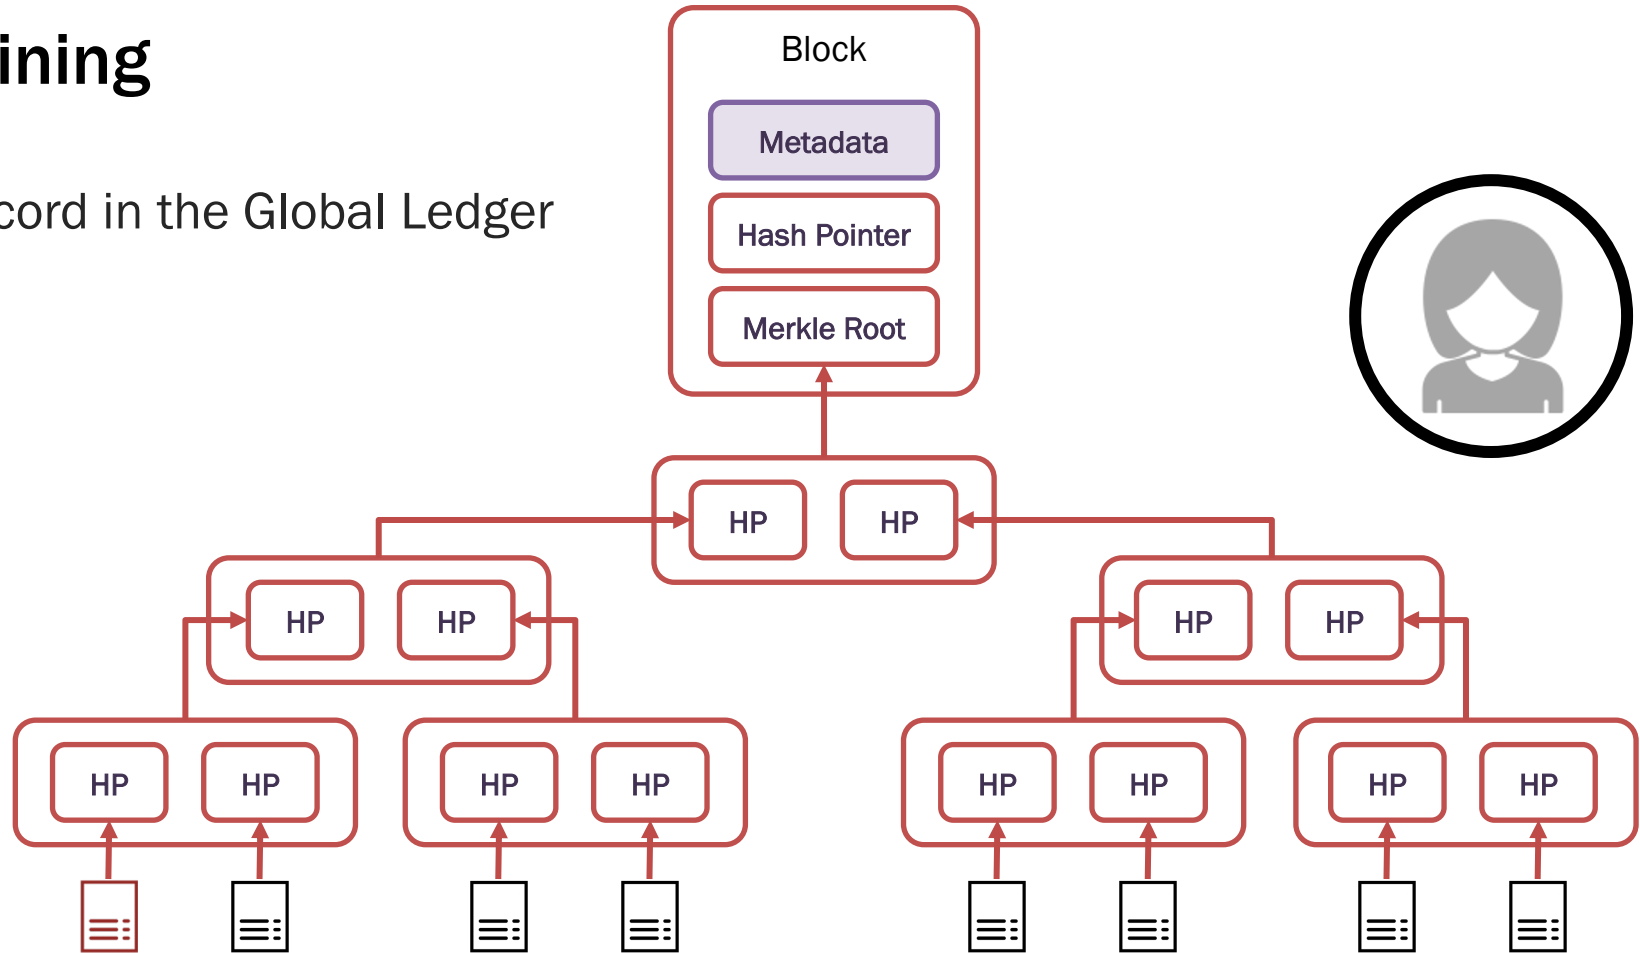 ining
cord in the Global Ledger
Block
Metadata
Hash Pointer
Merkle Root
HP HP
HP HP HP HP
HP HP HP HP HP HP HP HP